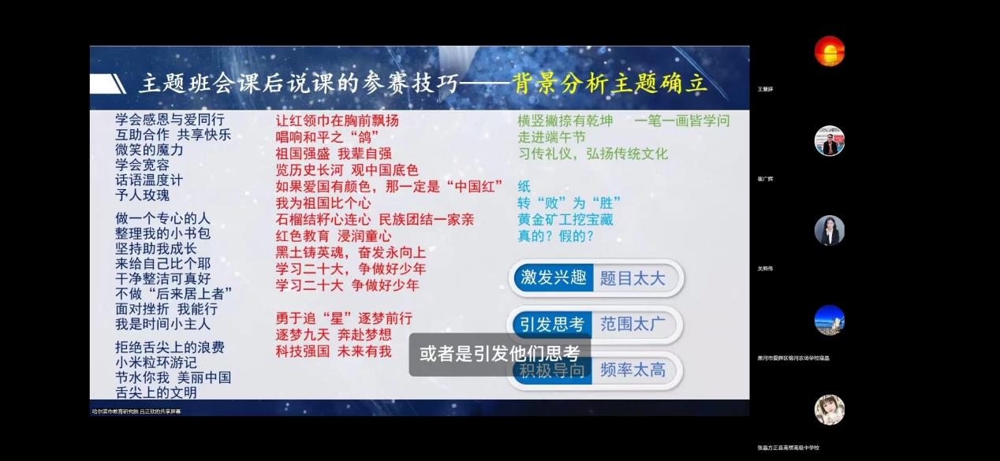 主题班会课后说课的参赛技巧——背景分析主题确立
学会感恩与爱同行
互助合作 共享快乐
微笑的魔力
学会宽容
话语温度计
予人玫瑰
做一个专心的人
整理我的小书包
坚持助我成长
来给自己比个耶
干净整洁可真好
不做“后来居上者”
面对挫折 我能行
我是时间小主人
拒绝舌尖上的浪费
小米粒环游记
节水你我 美丽中国
舌尖上的文明
让红领巾在胸前飘扬
唱响和平之“鸽”
祖国强盛 我辈自强
览历史长河 观中国底色
如果爱国有颜色，那一定是“中国红”
我为祖国比个心
石榴结籽心连心 民族团结一家亲
红色教育 浸润童心
黑土铸英魂，奋发永向上
学习二十大，争做好少年
学习二十大 争做好少年
勇于追“星”逐梦前行
逐梦九天 奔赴梦想
科技强国 未来有我
横竖撇捺有乾坤 一笔一画皆学问
走进端午节
习传礼仪，弘扬传统文化
纸
转“败”为“胜”
黄金矿工挖宝藏
真的？假的？
激发兴趣 题目太大
引发思考 范围太广
积极导向 频率太高
或者是引发他们思考
哈尔滨市教育研究院 吕正欣的共享屏幕
王慧婷
崔广辉
关辉伟
黑河市爱辉区锦河农场学校寇晶
张晶方正县高楞高级中学校